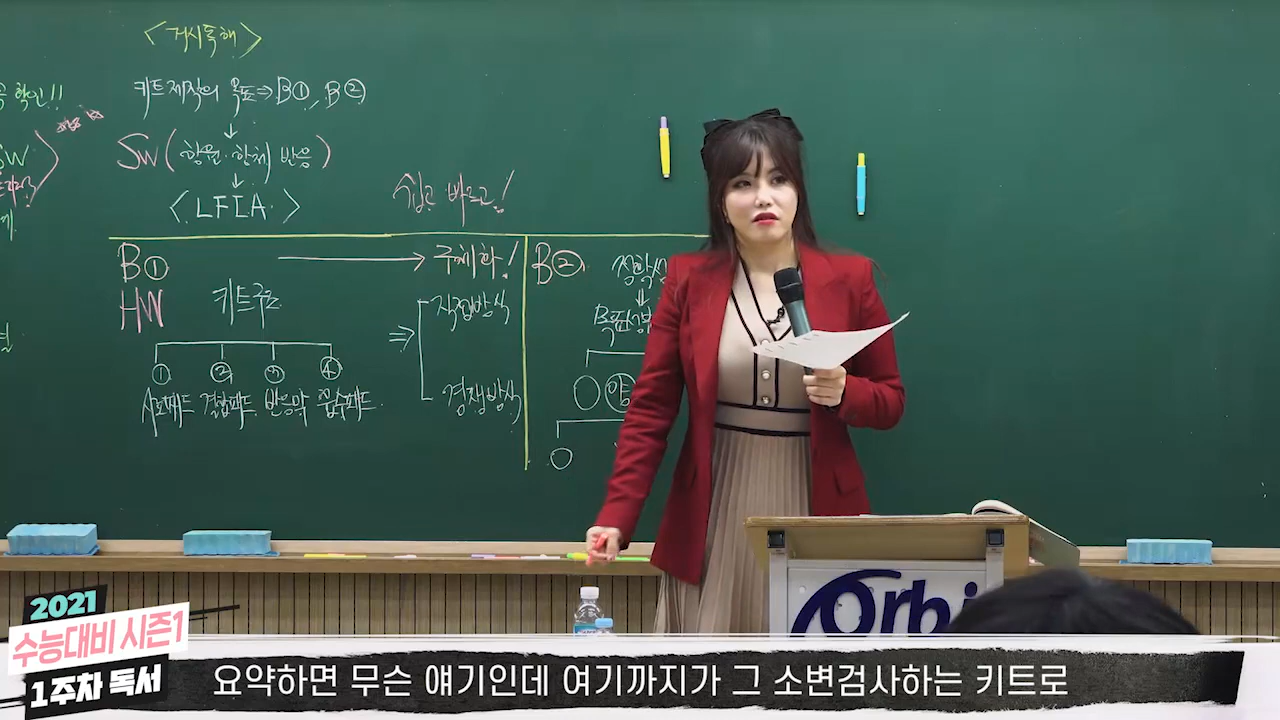 <거시독해>
키트 제작의 목표⇒B①, B②
확인!!
SW(항원·항체 반응)
<LFIA>
쉽고 빠르고!
SW
B①
구체화!
B②
HW
키트구조
직접방식
① ② ③ ④
경쟁방식
결합패드 반응막 흡수패드
Orbi
2021
수능대비 시즌1
1주차 독서
요약하면 무슨 얘기인데 여기까지가 그 소변검사하는 키트로